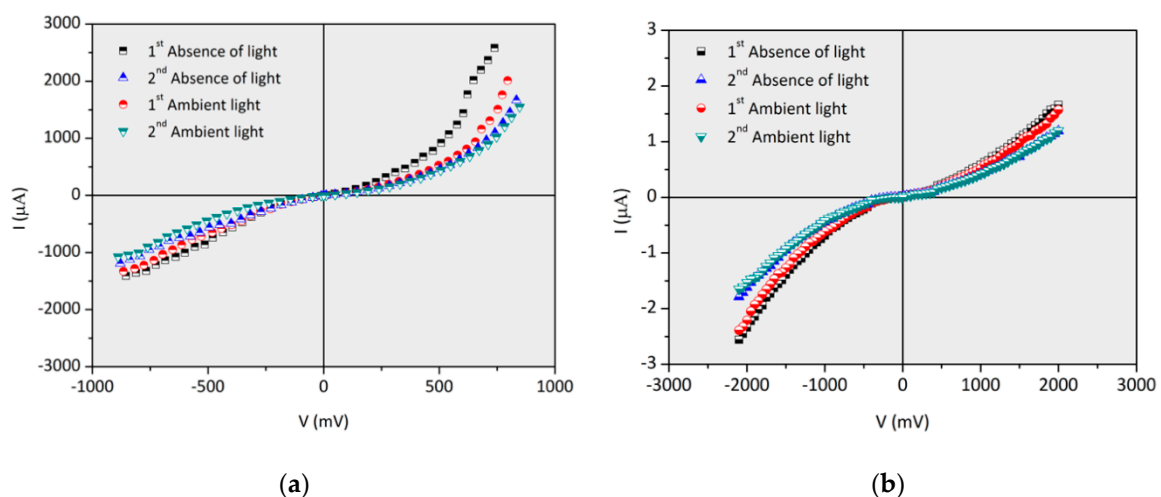 3000
2000
1000
0
-1000
-2000
-3000
I (μA)
1st Absence of light
2nd Absence of light
1st Ambient light
2nd Ambient light
-1000 -500 0 500 1000
V (mV)
(a)
3
2
1
0
-1
-2
-3
I (μA)
1st Absence of light
2nd Absence of light
1st Ambient light
2nd Ambient light
-3000 -2000 -1000 0 1000 2000 3000
V (mV)
(b)